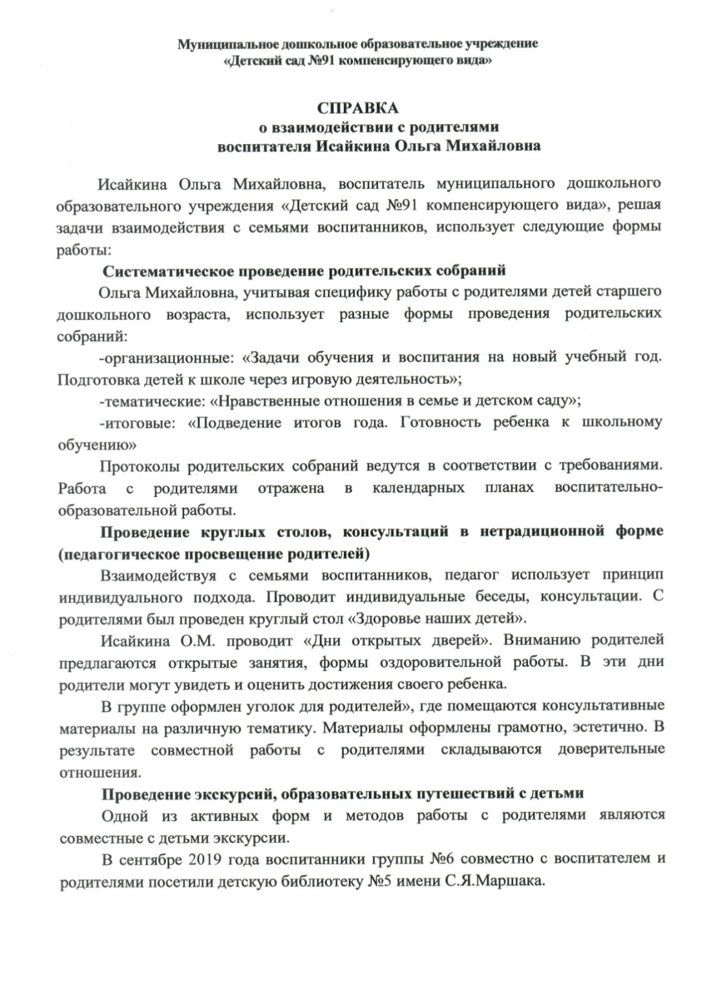 Муниципальное дошкольное образовательное учреждение
«Детский сад №91 компенсирующего вида»
СПРАВКА
о взаимодействии с родителями
воспитателя Исайкина Ольга Михайловна
Исайкина Ольга Михайловна, воспитатель муниципального дошкольного
образовательного учреждения «Детский сад №91 компенсирующего вида», решая
задачи взаимодействия с семьями воспитанников, использует следующие формы
работы:
Систематическое проведение родительских собраний
Ольга Михайловна, учитывая специфику работы с родителями детей старшего
дошкольного возраста, использует разные формы проведения родительских
собраний:
-организационные: «Задачи обучения и воспитания на новый учебный год.
Подготовка детей к школе через игровую деятельность»;
-тематические: «Нравственные отношения в семье и детском саду»;
-итоговые: «Подведение итогов года. Готовность ребенка к школьному
обучению»
Протоколы родительских собраний ведутся в соответствии с требованиями.
Работа с родителями отражена в календарных планах воспитательно-
образовательной работы.
Проведение круглых столов, консультаций в нетрадиционной форме
(педагогическое просвещение родителей)
Взаимодействуя с семьями воспитанников, педагог использует принцип
индивидуального подхода. Проводит индивидуальные беседы, консультации. С
родителями был проведен круглый стол «Здоровье наших детей».
Исайкина О.М. проводит «Дни открытых дверей». Вниманию родителей
предлагаются открытые занятия, формы оздоровительной работы. В эти дни
родители могут увидеть и оценить достижения своего ребенка.
В группе оформлен уголок для родителей», где помещаются консультативные
материалы на различную тематику. Материалы оформлены грамотно, эстетично. В
результате совместной работы с родителями складываются доверительные
отношения.
Проведение экскурсий, образовательных путешествий с детьми
Одной из активных форм и методов работы с родителями являются
совместные с детьми экскурсии.
В сентябре 2019 года воспитанники группы №6 совместно с воспитателем и
родителями посетили детскую библиотеку №5 имени С.Я.Маршака.